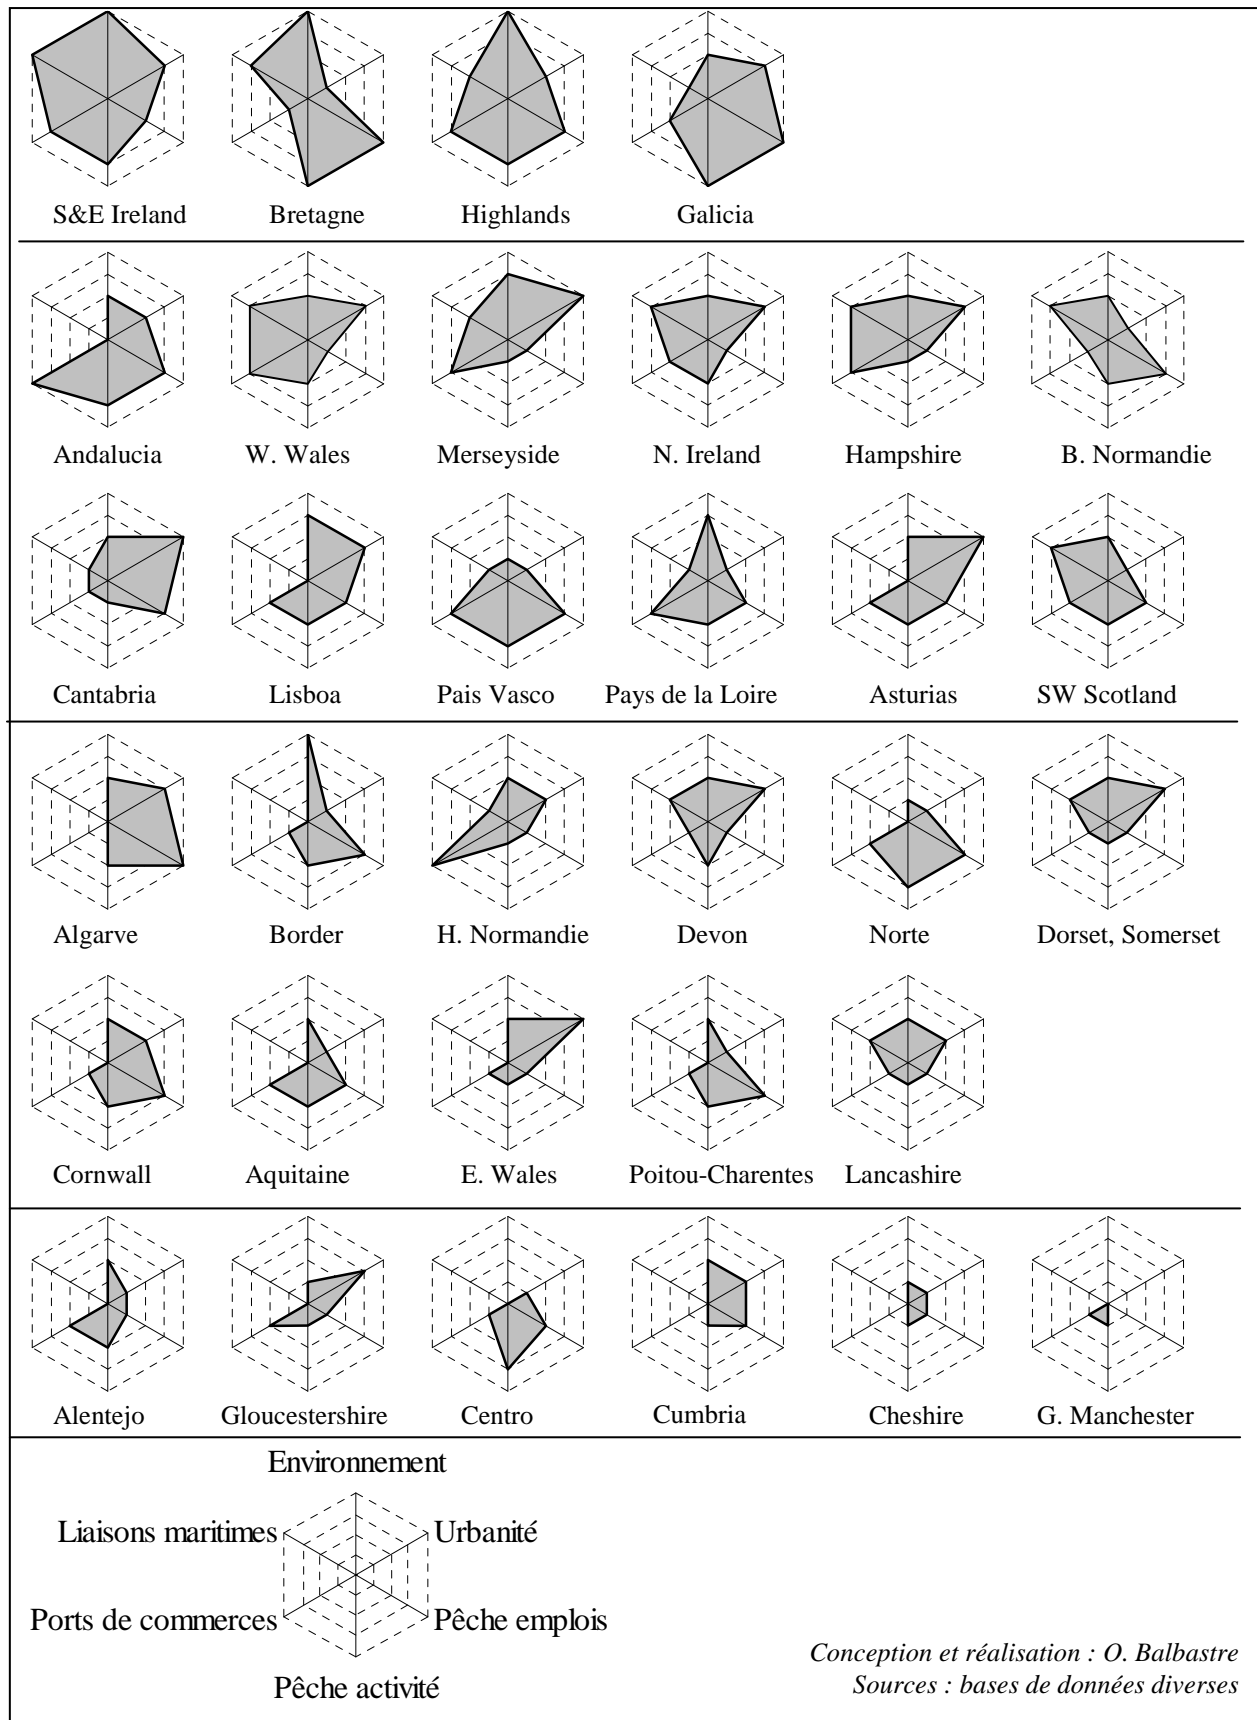 S&E Ireland Bretagne Highlands Galicia
Andalucia W. Wales Merseyside N. Ireland Hampshire B. Normandie
Cantabria Lisboa Pais Vasco Pays de la Loire Asturias SW Scotland
Algarve Border H. Normandie Devon Norte Dorset, Somerset
Cornwall Aquitaine E. Wales Poitou-Charentes Lancashire
Alentejo Gloucestershire Centro Cumbria Cheshire G. Manchester
Environnement
Liaisons maritimes Urbanité
Ports de commerces Pêche emplois
Pêche activité
Conception et réalisation : O. Balbastre
Sources : bases de données diverses